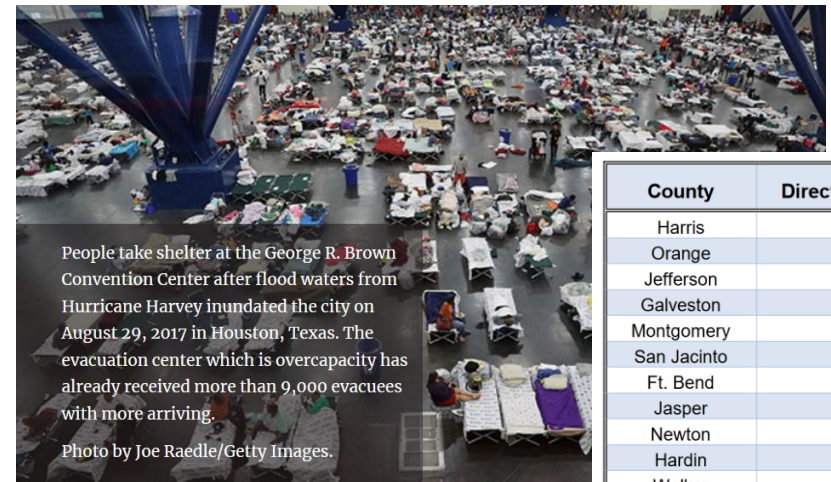 People take shelter at the George R. Brown
Convention Center after flood waters from
Hurricane Harvey inundated the city on
August 29, 2017 in Houston, Texas. The
evacuation center which is overcapacity has
already received more than 9,000 evacuees
with more arriving.
Photo by Joe Raedle/Getty Images.
County Direc
Harris
Orange
Jefferson
Galveston
Montgomery
San Jacinto
Ft. Bend
Jasper
Newton
Hardin